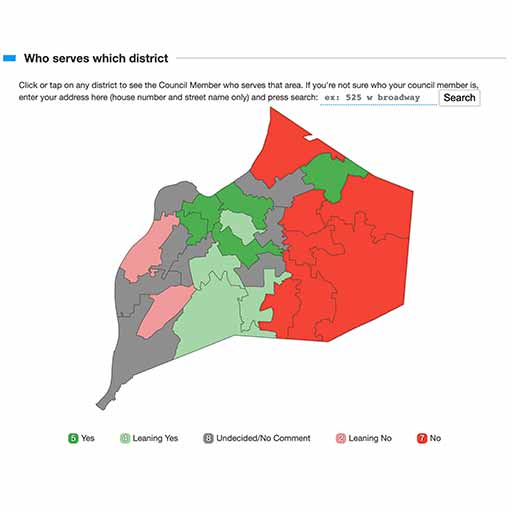 Who serves which district
Click or tap on any district to see the Council Member who serves that area. If you're not sure who your council member is,
enter your address here (house number and street name only) and press search: ex: 525 w broadway Search
5 Yes Leaning Yes 8 Undecided/No Comment 2 Leaning No 7 No